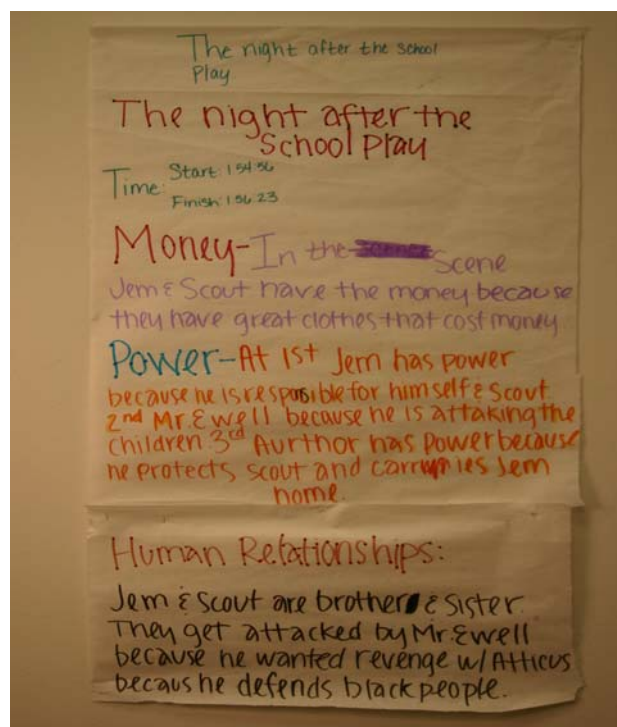 The night after the School
Play
The night after the
School Play
Time: Start: 1:54:56
Finish: 1:56:23
Money-In the Scene
Jem & Scout have the money because
they have great clothes that cost money.
Power-At 1st Jem has power
because he is responsible for himself & Scout.
2nd Mr. Ewell because he is attaking the
children. 3rd Aurthor has power because
he protects scout and carries Jem
home.
Human Relationships:
Jem & Scout are brother & sister.
They get attacked by Mr. Ewell
because he wanted revenge w/ Atticus
becaus he defends black people.